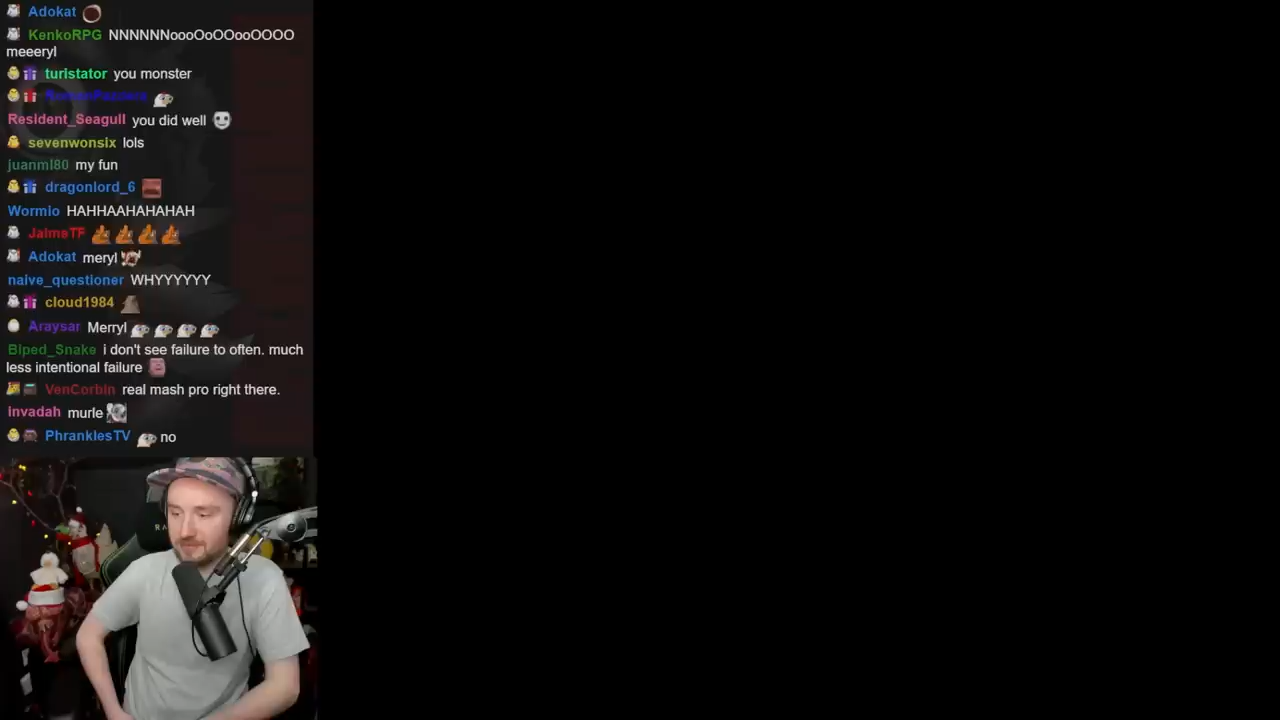 Adokat
KenkoRPG NNNNNNoooOoOOooOOOO
meeeryl
turistator you monster
Resident_Seagull you did well
sevenwonsix lols
juanml80 my fun
dragonlord_6
Wormio HAHHAAHAHAHAH
JaimeTF
Adokat meryl
naive_questioner WHYYYYYY
cloud1984
Araysar Merryl
Biped_Snake i don't see failure to often. much
less intentional failure
VenCorbin real mash pro right there.
invadah murle
PhranklesTV no